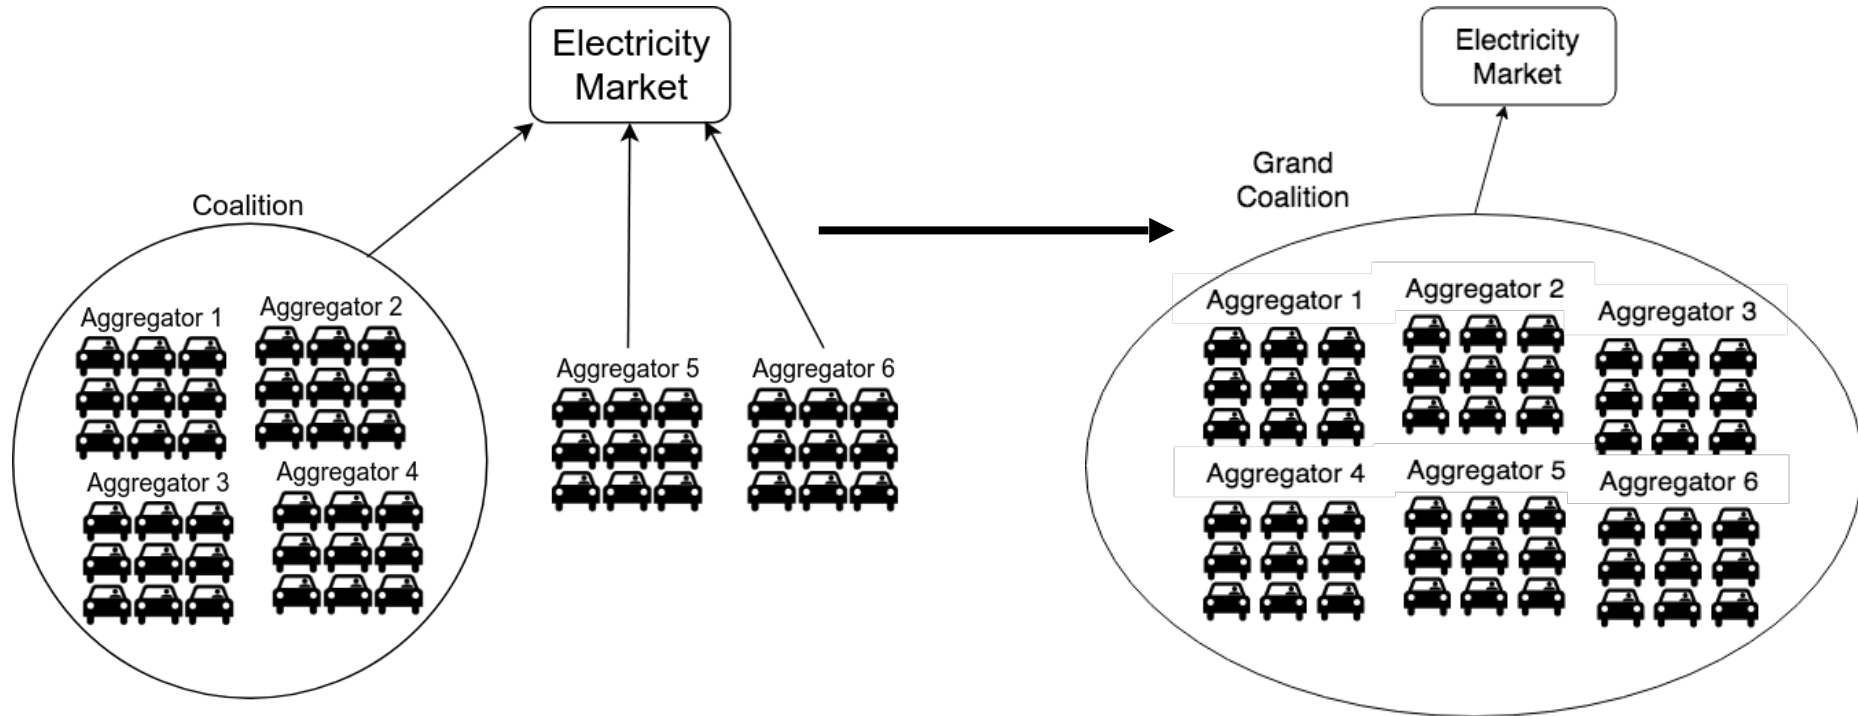 Electricity
Market
Coalition
Aggregator 1
Aggregator 2
Aggregator 3
Aggregator 4
Aggregator 5
Aggregator 6
Electricity
Market
Grand
Coalition
Aggregator 1
Aggregator 2
Aggregator 3
Aggregator 4
Aggregator 5
Aggregator 6